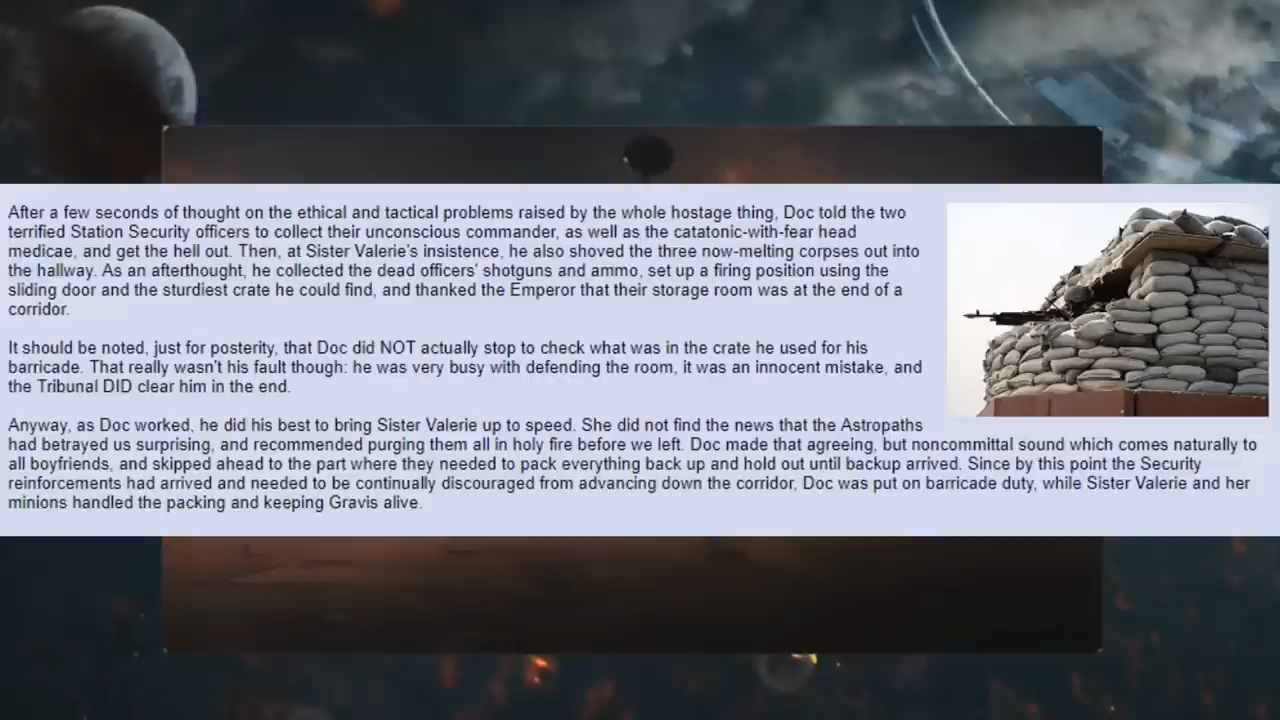 After a few seconds of thought on the ethical and tactical problems raised by the whole hostage thing, Doc told the two
terrified Station Security officers to collect their unconscious commander, as well as the catatonic-with-fear head
medicae, and get the hell out. Then, at Sister Valerie's insistence, he also shoved the three now-melting corpses out into
the hallway. As an afterthought, he collected the dead officers' shotguns and ammo, set up a firing position using the
sliding door and the sturdiest crate he could find, and thanked the Emperor that their storage room was at the end of a
corridor.
It should be noted, just for posterity, that Doc did NOT actually stop to check what was in the crate he used for his
barricade. That really wasn't his fault though: he was very busy with defending the room, it was an innocent mistake, and
the Tribunal DID clear him in the end.
Anyway, as Doc worked, he did his best to bring Sister Valerie up to speed. She did not find the news that the Astropaths
had betrayed us surprising, and recommended purging them all in holy fire before we left. Doc made that agreeing, but noncommittal sound which comes naturally to
all boyfriends, and skipped ahead to the part where they needed to pack everything back up and hold out until backup arrived. Since by this point the Security
reinforcements had arrived and needed to be continually discouraged from advancing down the corridor, Doc was put on barricade duty, while Sister Valerie and her
minions handled the packing and keeping Gravis alive.